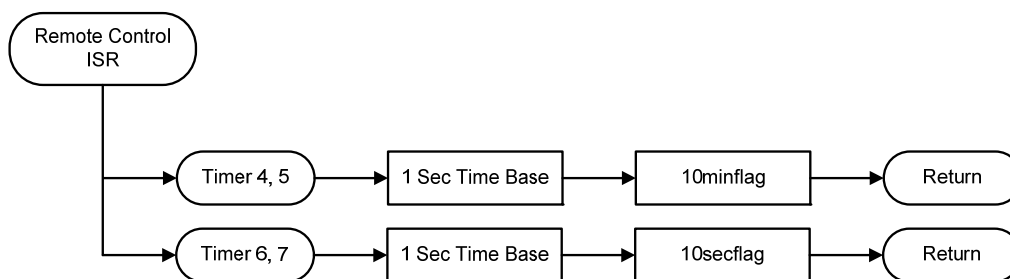 Remote Control
ISR
Timer 4, 5
1 Sec Time Base
10minflag
Return
Timer 6, 7
1 Sec Time Base
10secflag
Return